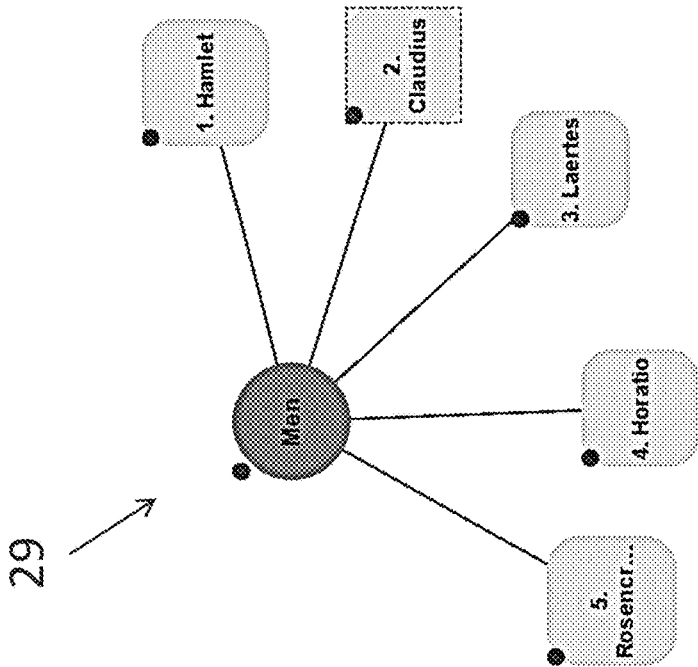 29
Men
1. Hamlet
2.
Claudius
3. Laertes
4. Horatio
5.
Rosencr...